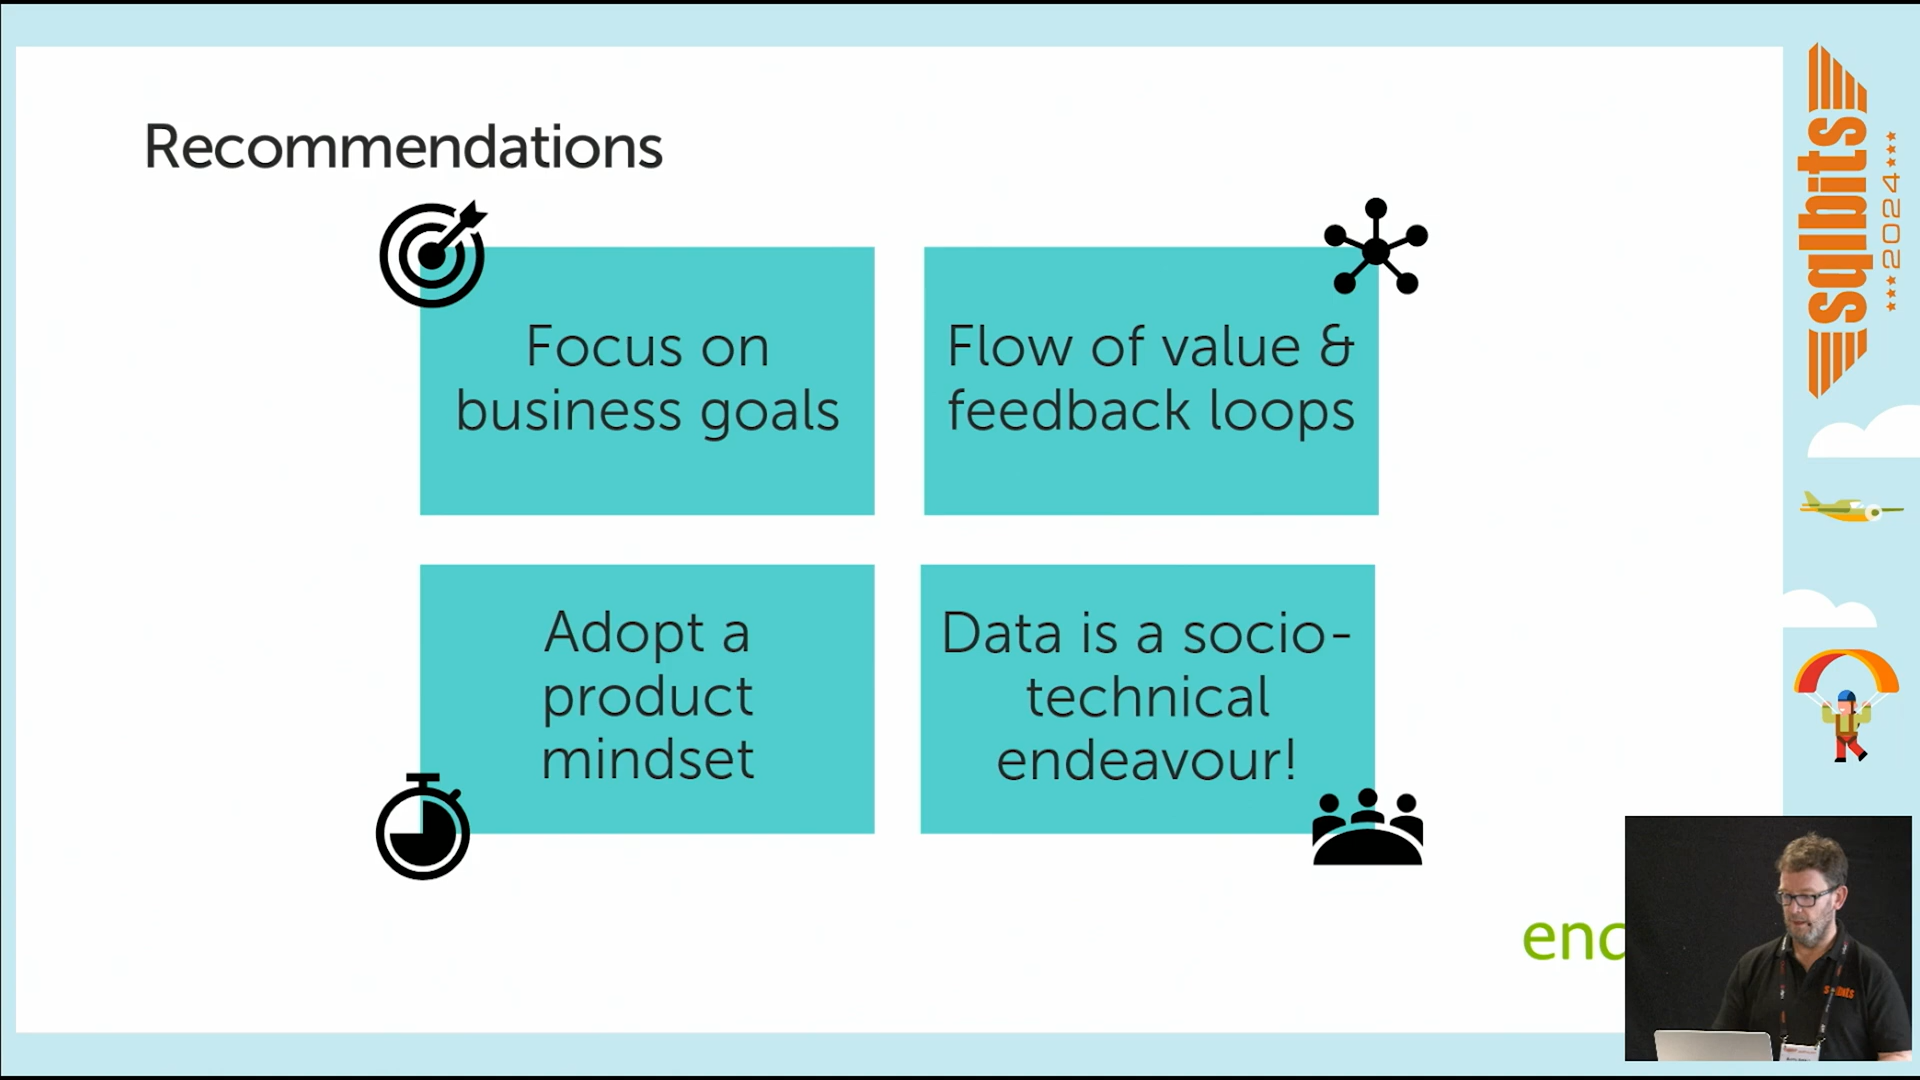 Recommendations
Focus on
business goals
Flow of value &
feedback loops
Adopt a
product
mindset
Data is a socio-
technical
endeavour!
sqlbits
2024